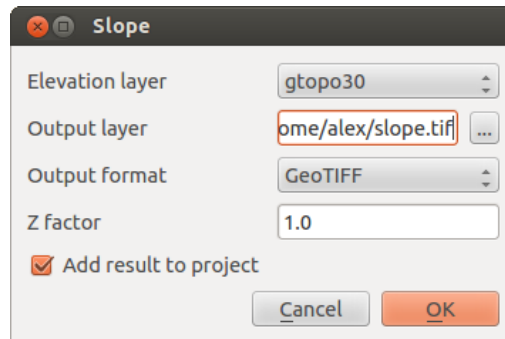 Slope
Elevation layer gtopo30
Output layer ome/alex/slope.tif ...
Output format GeoTIFF
Z factor 1.0
Add result to project
Cancel OK